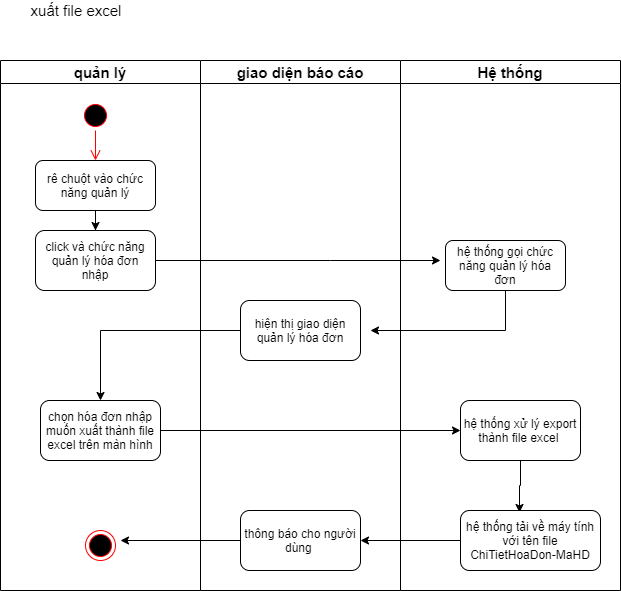 xuất file excel
quản lý
giao diện báo cáo
Hệ thống
rê chuột vào chức
năng quản lý
click và chức năng
quản lý hóa đơn
nhập
hệ thống gọi chức
năng quản lý hóa
đơn
hiện thị giao diện
quản lý hóa đơn
chọn hóa đơn nhập
muốn xuất thành file
excel trên màn hình
hệ thống xử lý export
thành file excel
hệ thống tải về máy tính
với tên file
ChiTietHoaDon-MaHD
thông báo cho người
dùng